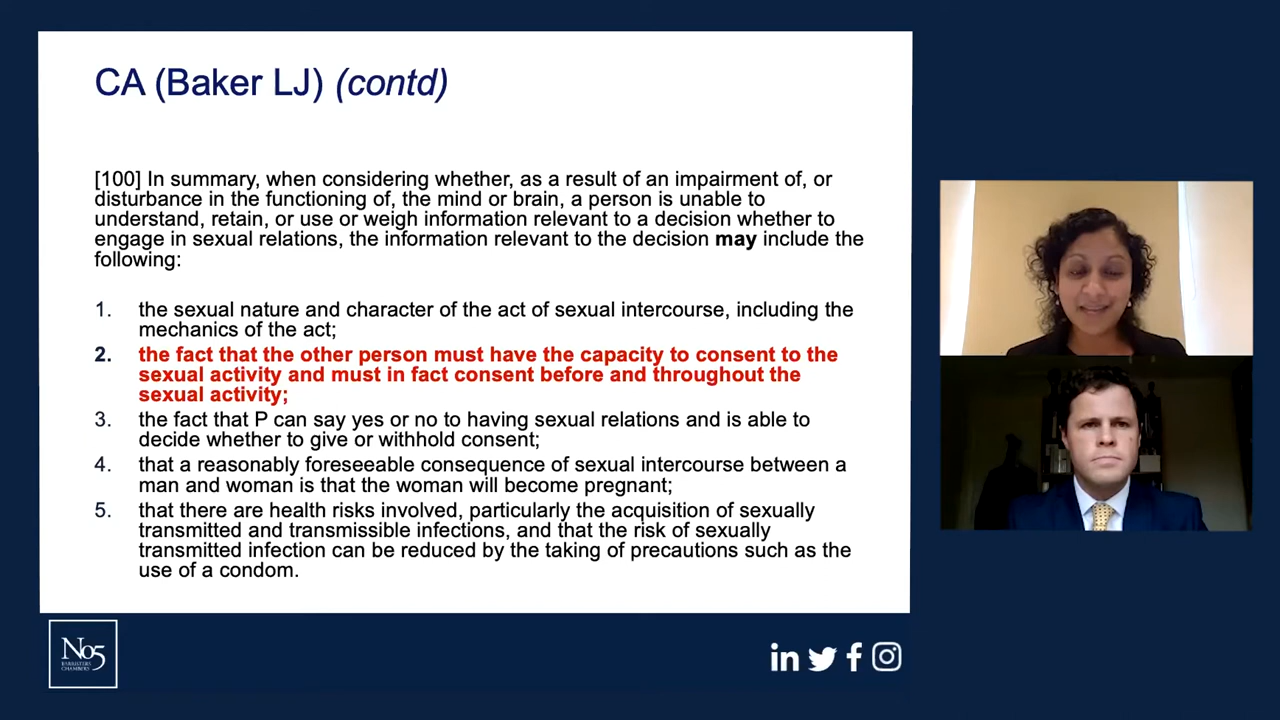 CA (Baker LJ) (contd)
[100] In summary, when considering whether, as a result of an impairment of, or
disturbance in the functioning of, the mind or brain, a person is unable to
understand, retain, or use or weigh information relevant to a decision whether to
engage in sexual relations, the information relevant to the decision may include the
following:
1. the sexual nature and character of the act of sexual intercourse, including the
mechanics of the act;
2. the fact that the other person must have the capacity to consent to the
sexual activity and must in fact consent before and throughout the
sexual activity;
3. the fact that P can say yes or no to having sexual relations and is able to
decide whether to give or withhold consent;
4. that a reasonably foreseeable consequence of sexual intercourse between a
man and woman is that the woman will become pregnant;
5. that there are health risks involved, particularly the acquisition of sexually
transmitted and transmissible infections, and that the risk of sexually
transmitted infection can be reduced by the taking of precautions such as the
use of a condom.
No5
BARRISTERS
CHAMBERS
in f